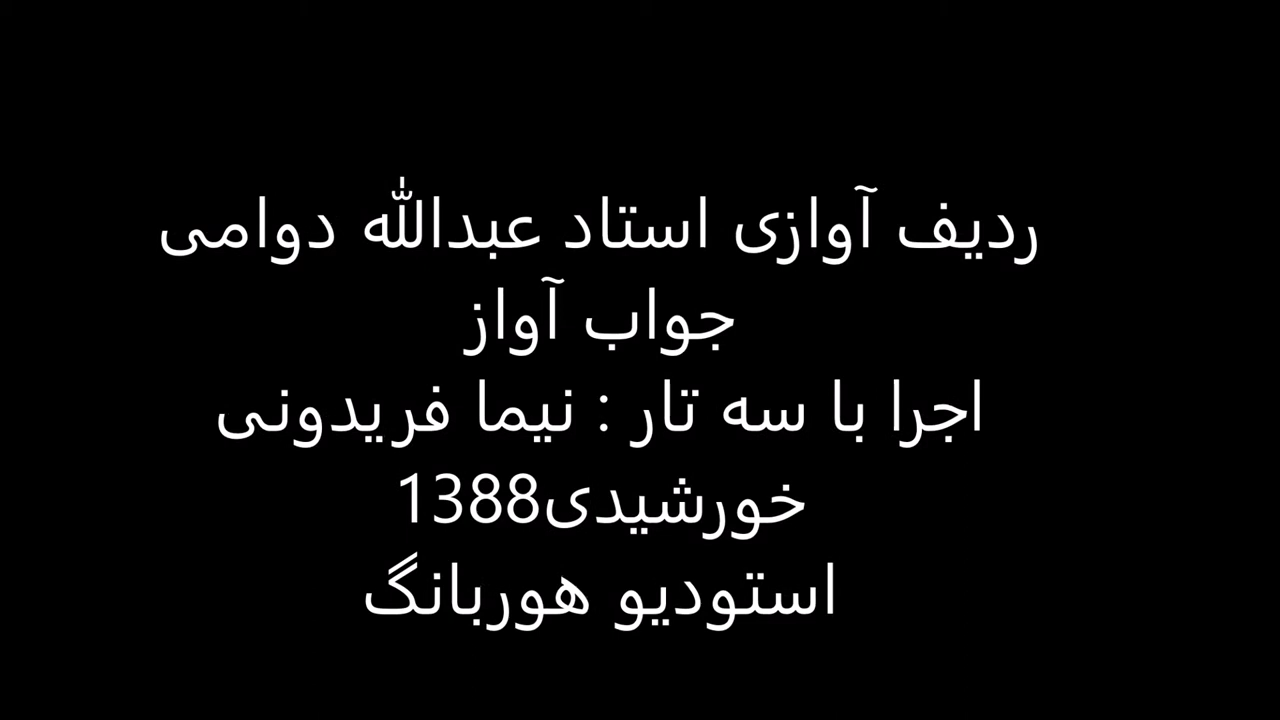 ردیف آوازی استاد عبدالله دوامی
جواب آواز
اجرا با سه تار : نیما فریدونی
خورشیدی1388
استودیو هوربانگ